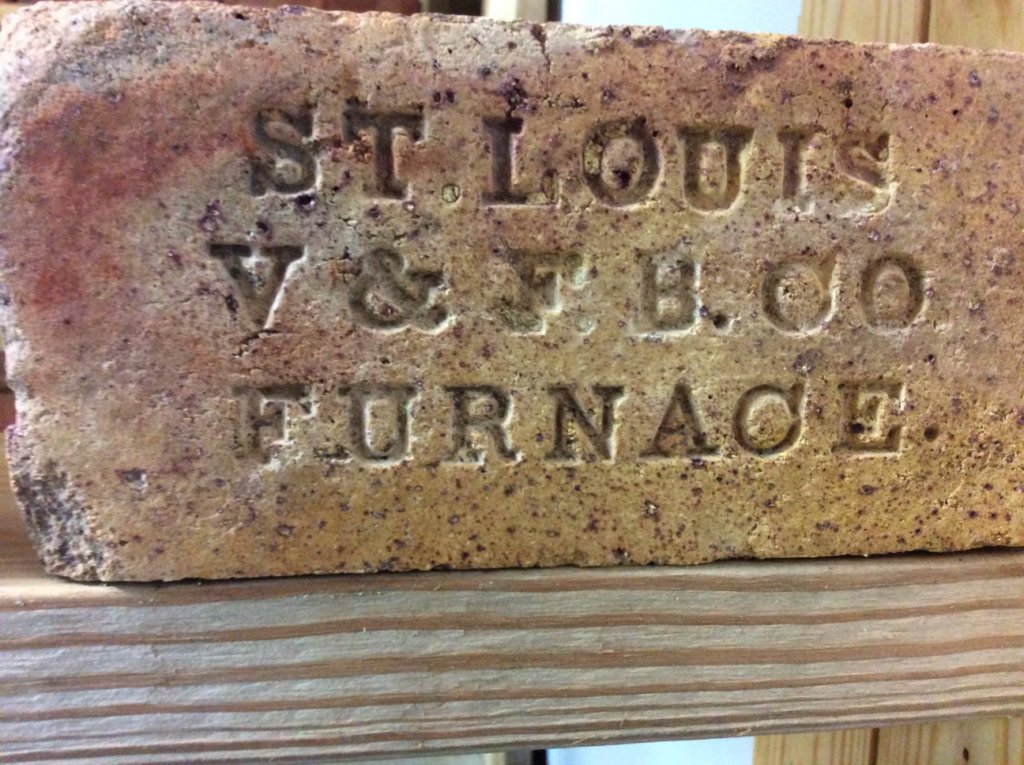 ST. LOUIS
V & F. B. CO
FURNACE.